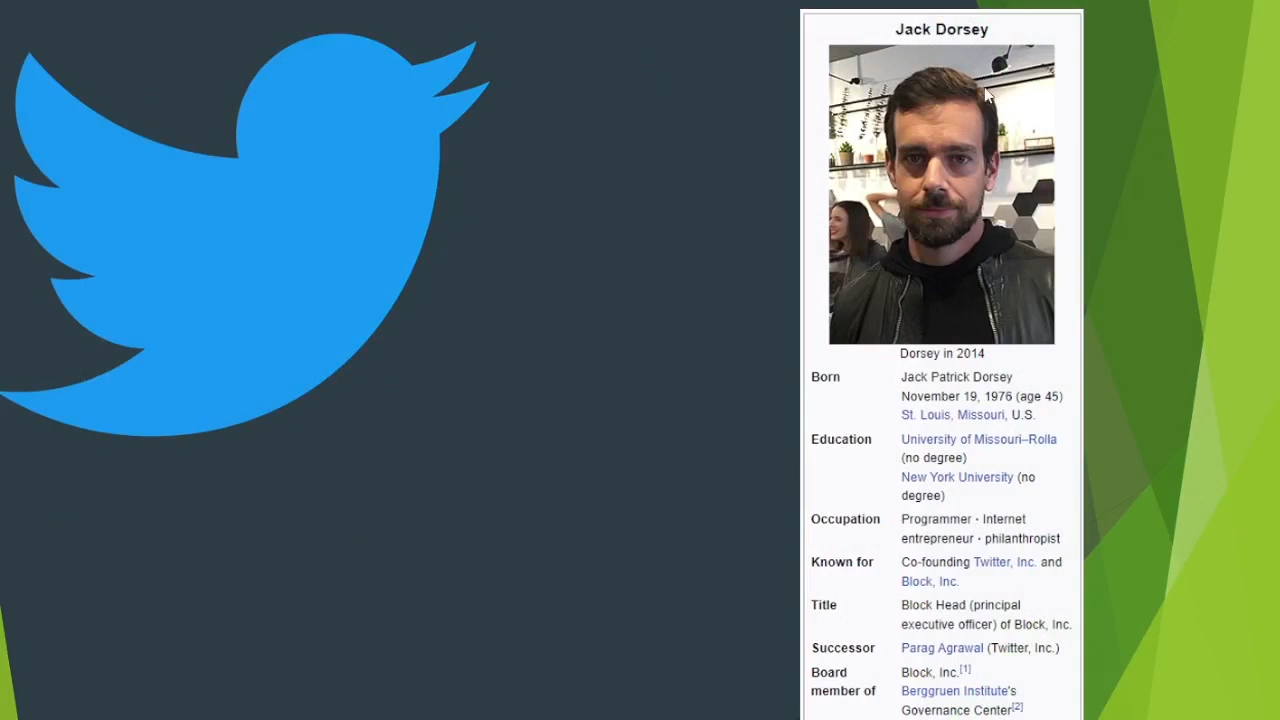 Jack Dorsey
Dorsey in 2014
Born Jack Patrick Dorsey
November 19, 1976 (age 45)
St. Louis, Missouri, U.S.
Education University of Missouri–Rolla
(no degree)
New York University (no
degree)
Occupation Programmer · Internet
entrepreneur · philanthropist
Known for Co-founding Twitter, Inc. and
Block, Inc.
Title Block Head (principal
executive officer) of Block, Inc.
Successor Parag Agrawal (Twitter, Inc.)
Board Block, Inc.[1]
member of Berggruen Institute's
Governance Center[2]